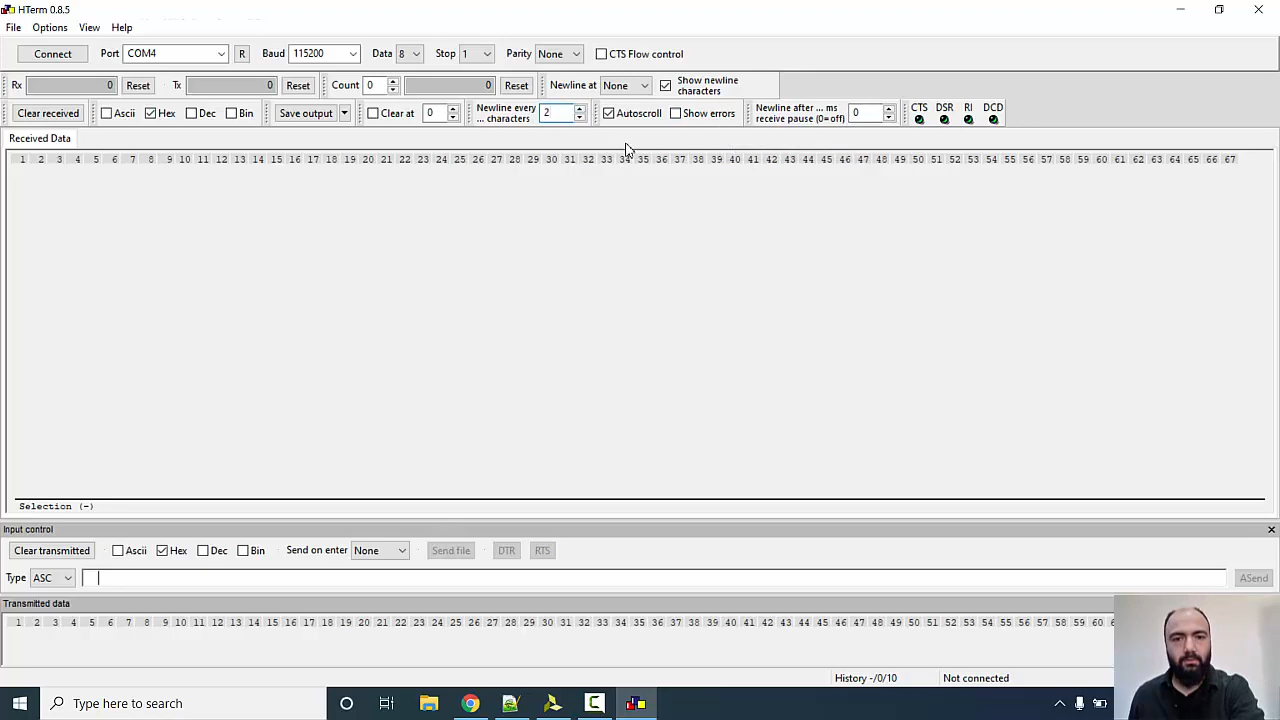 HTerm 0.8.5
File Options View Help
Connect Port COM4 R Baud 115200 Data 8 Stop 1 Parity None CTS Flow control
Rx 0 Reset Tx 0 Reset Count 0 0 Reset Newline at None Show newline characters
Clear received Ascii Hex Dec Bin Save output Clear at 0 Newline every ... characters 2 Autoscroll Show errors Newline after ... ms receive pause (0=off) 0 CTS DSR RI DCD
Received Data
1 2 3 4 5 6 7 8 9 10 11 12 13 14 15 16 17 18 19 20 21 22 23 24 25 26 27 28 29 30 31 32 33 34 35 36 37 38 39 40 41 42 43 44 45 46 47 48 49 50 51 52 53 54 55 56 57 58 59 60 61 62 63 64 65 66 67
Selection (-)
Input control
Clear transmitted Ascii Hex Dec Bin Send on enter None Send file DTR RTS
Type ASC ASend
Transmitted data
1 2 3 4 5 6 7 8 9 10 11 12 13 14 15 16 17 18 19 20 21 22 23 24 25 26 27 28 29 30 31 32 33 34 35 36 37 38 39 40 41 42 43 44 45 46 47 48 49 50 51 52 53 54 55 56 57 58 59 6
History -/0/10 Not connected
Type here to search